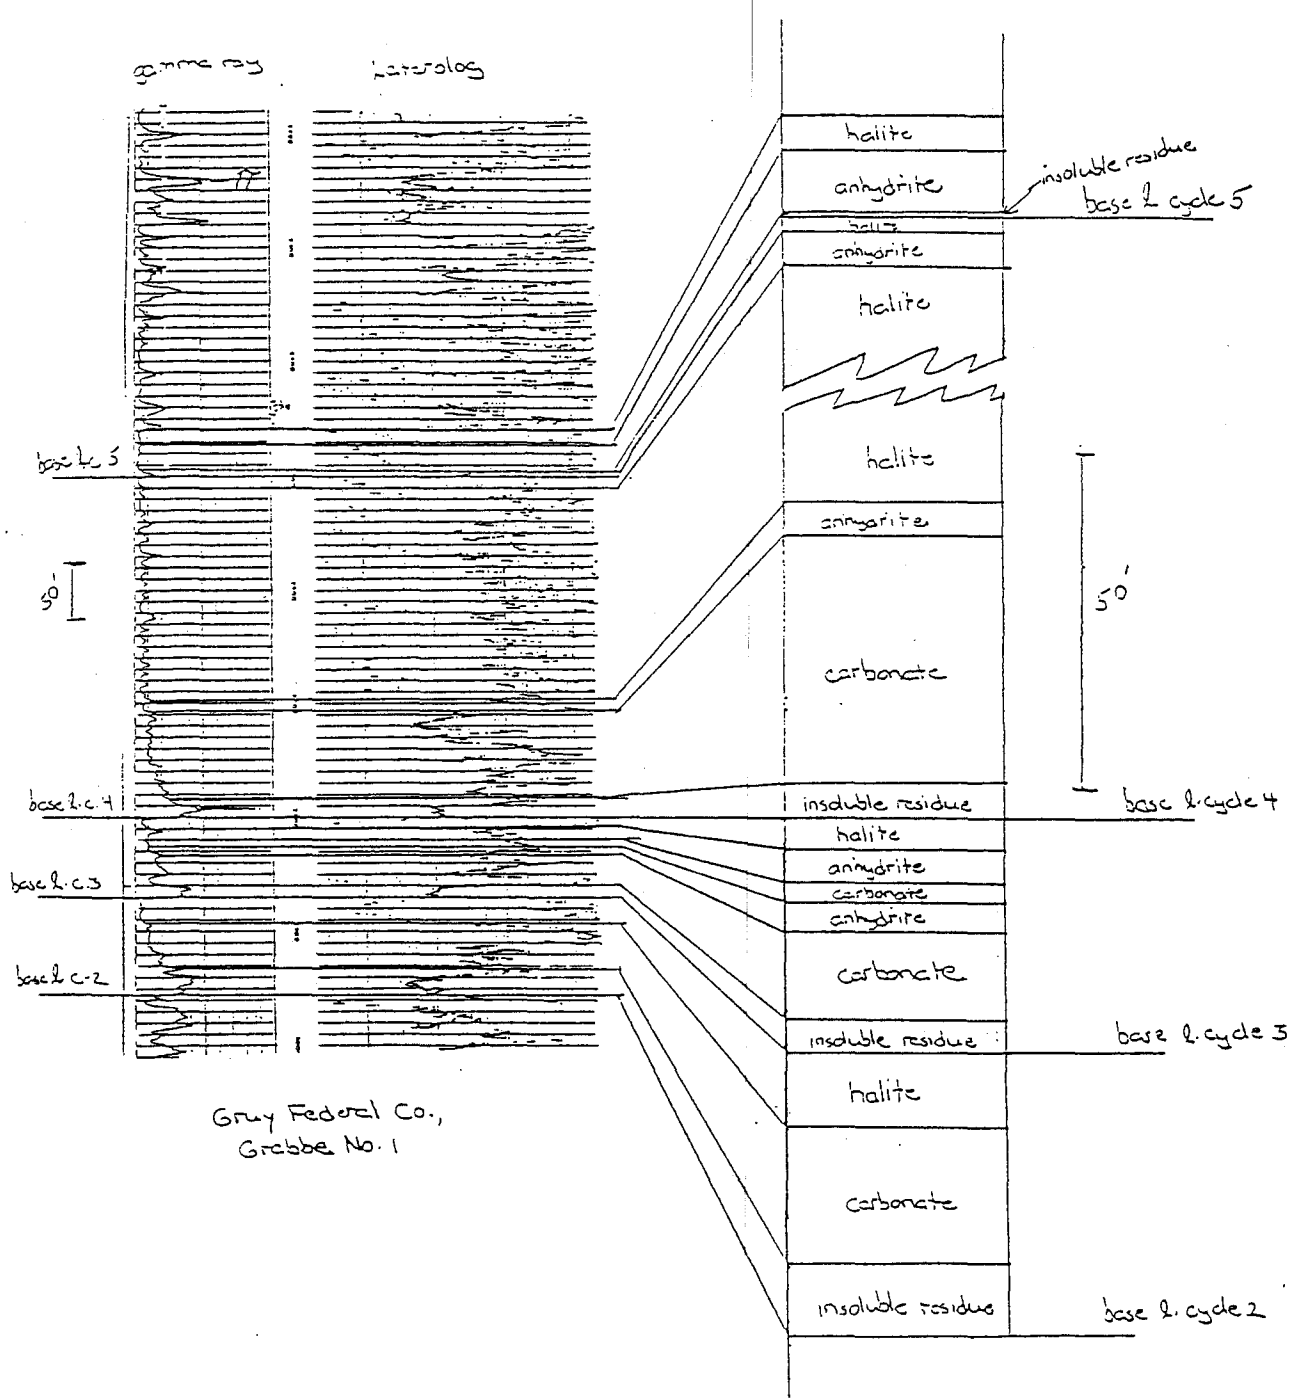 gamma ray
Laterolog
halite
anhydrite
insoluble residue
base l. cycle 5
halite
anhydrite
halite
base l.c. 5
halite
anhydrite
50'
50'
carbonate
base l.c. 4
insoluble residue
base l. cycle 4
halite
anhydrite
carbonate
anhydrite
base l.c. 3
carbonate
base l. c-2
insoluble residue
base l. cycle 3
halite
Gruy Federal Co.,
Grabbe No. 1
carbonate
insoluble residue
base l. cycle 2